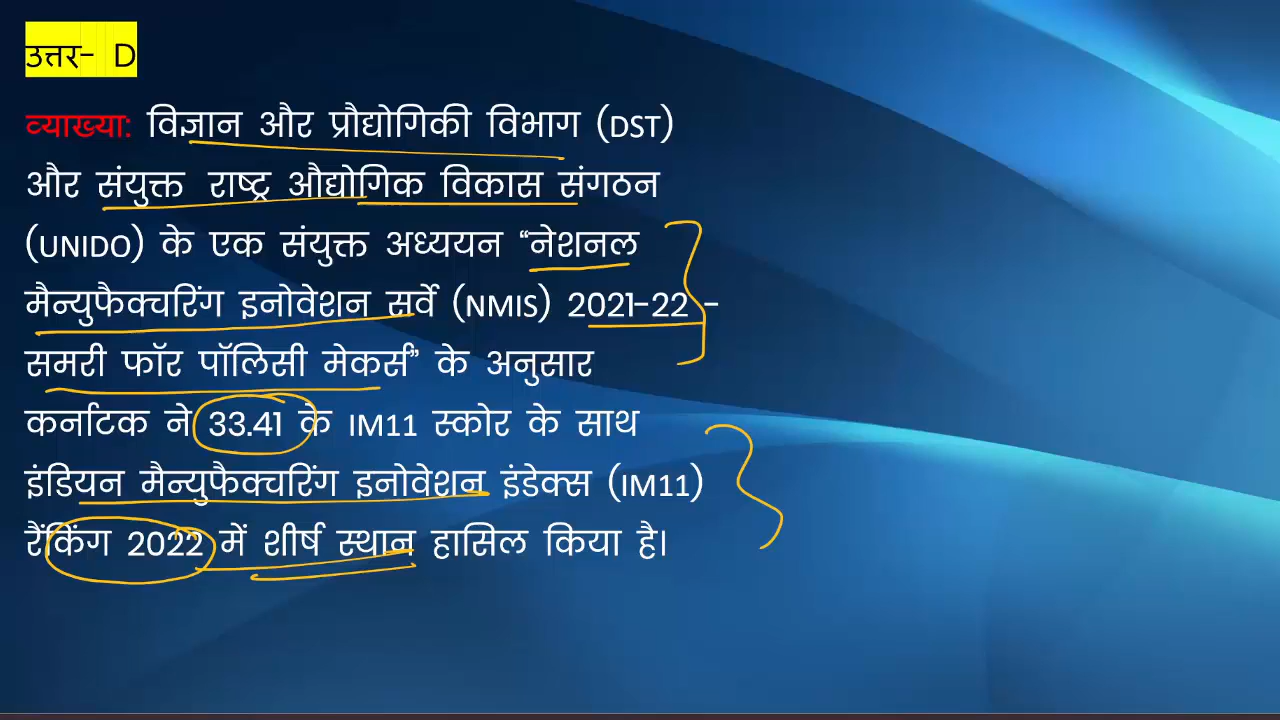 उत्तर- D
व्याख्या: विज्ञान और प्रौद्योगिकी विभाग (DST)
और संयुक्त राष्ट्र औद्योगिक विकास संगठन
(UNIDO) के एक संयुक्त अध्ययन “नेशनल
मैन्युफैक्चरिंग इनोवेशन सर्वे (NMIS) 2021-22 -
समरी फॉर पॉलिसी मेकर्स” के अनुसार
कर्नाटक ने 33.41 के IM11 स्कोर के साथ
इंडियन मैन्युफैक्चरिंग इनोवेशन इंडेक्स (IM11)
रैंकिंग 2022 में शीर्ष स्थान हासिल किया है।